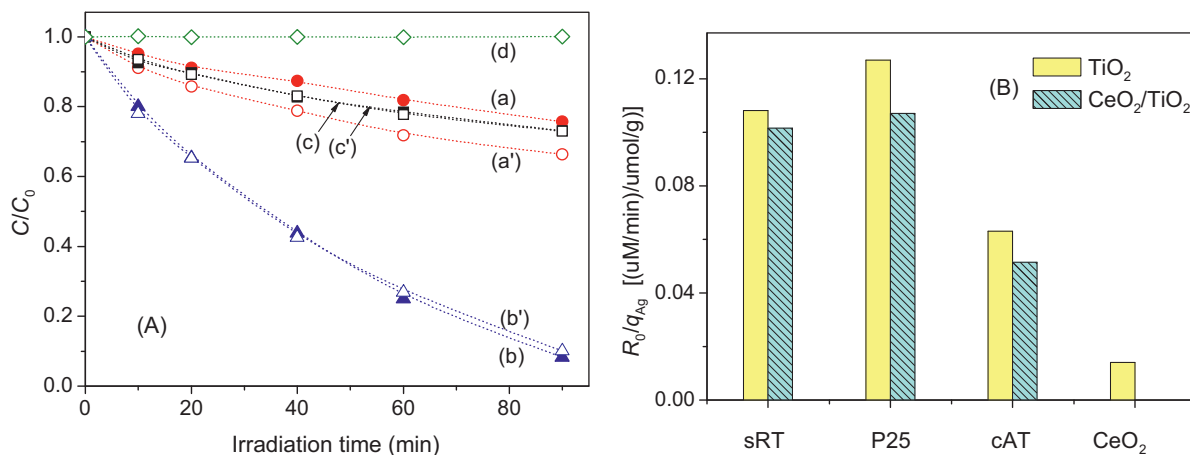 1.0
0.8
0.6
0.4
0.2
0.0
C/C₀
0 20 40 60 80
Irradiation time (min)
(d)
(a)
(c)
(c')
(a')
(b')
(b)
(A)
0.12
0.08
0.04
0.00
R₀/q_Ag [(uM/min)/umol/g)]
sRT P25 cAT CeO₂
(B)
TiO₂
CeO₂/TiO₂